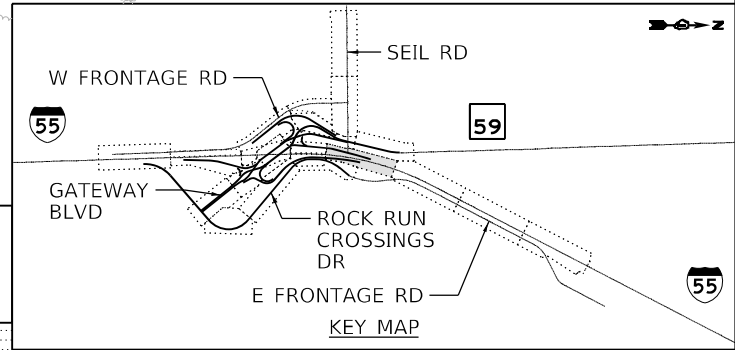 N
SEIL RD
W FRONTAGE RD
55
59
GATEWAY
BLVD
ROCK RUN
CROSSINGS
DR
E FRONTAGE RD
55
KEY MAP